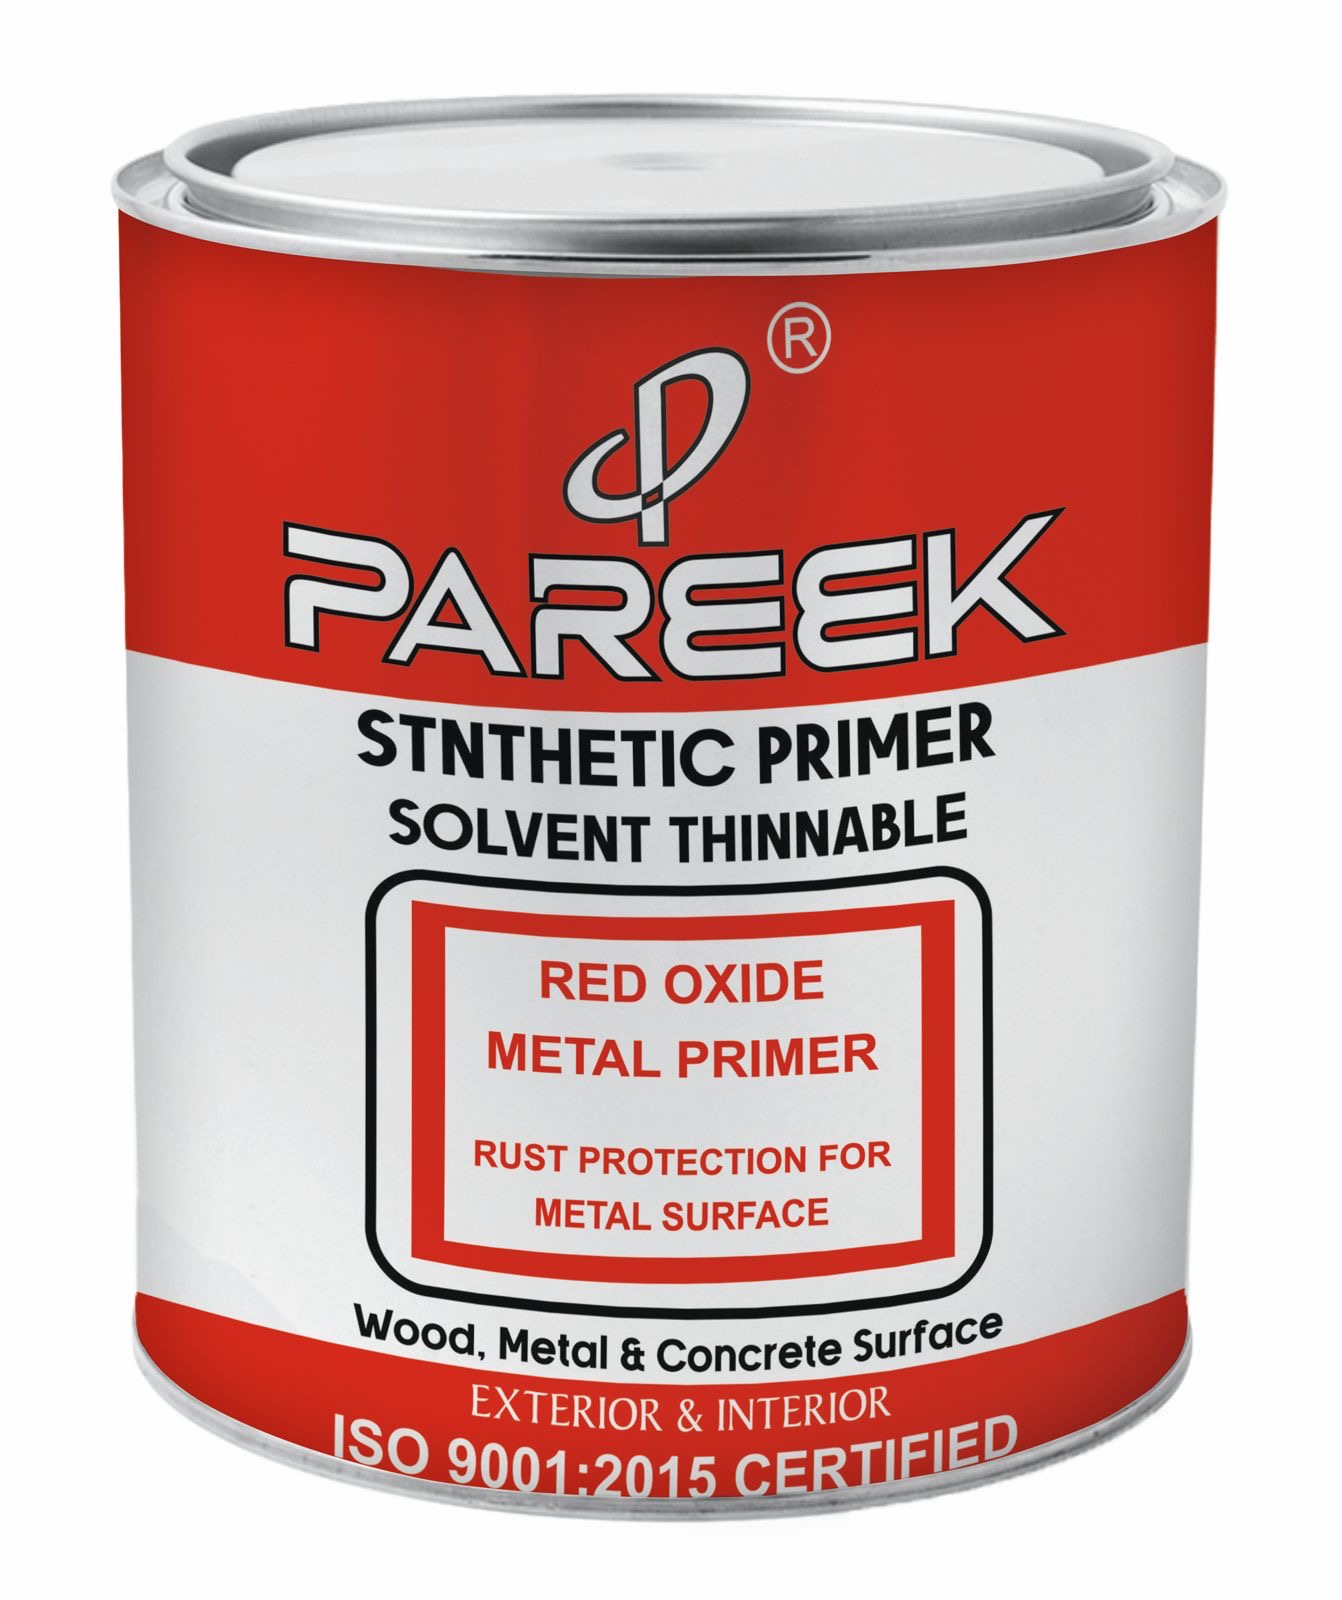 ®
PAREEK
STNTHETIC PRIMER
SOLVENT THINNABLE
RED OXIDE
METAL PRIMER
RUST PROTECTION FOR
METAL SURFACE
Wood, Metal & Concrete Surface
EXTERIOR & INTERIOR
ISO 9001:2015 CERTIFIED